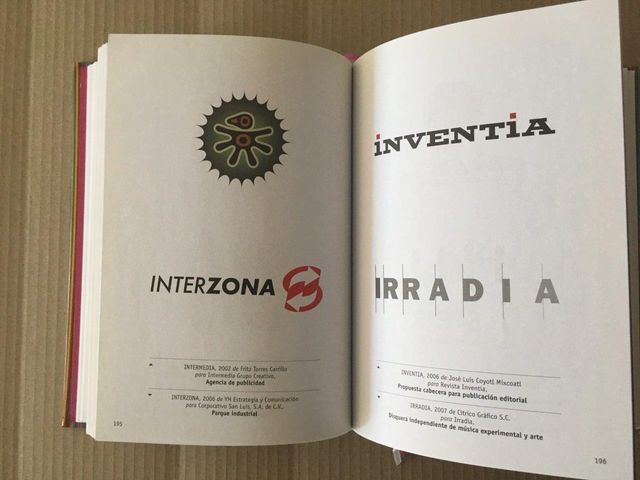 INTERZONA
INTERMEDIA, 2002 de Fritz Torres Carrillo
para Intermedia Grupo Creativo.
Agencia de publicidad
INTERZONA, 2006 de YM Estrategia y Comunicación
para Corporativo San Luis, S.A. de C.V..
Parque industrial
195
iNVENTiA
IRRADIA
INVENTIA, 2006 de José Luis Coyotl Mixcoatl
para Revista Inventia.
Propuesta cabecera para publicación editorial
IRRADIA, 2007 de Citrico Gráfico S.C.
para Irradia.
Disquera independiente de música experimental y arte
196